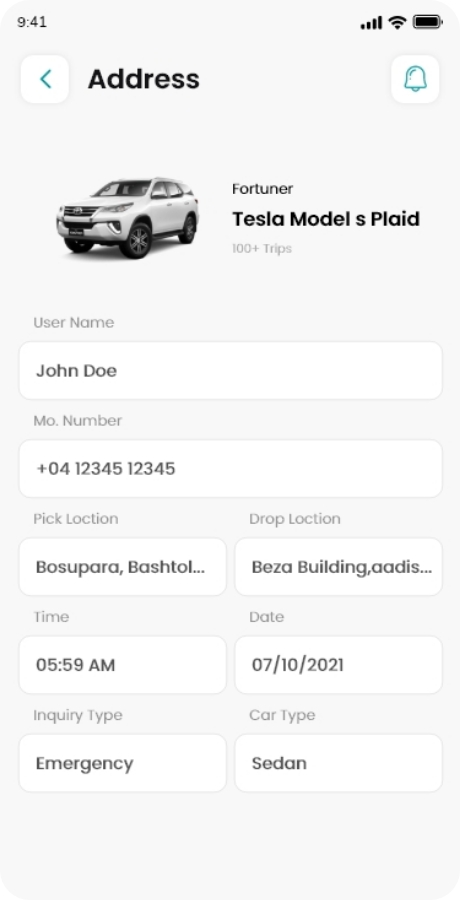 9:41
Address
Fortuner
Tesla Model s Plaid
100+ Trips
User Name
John Doe
Mo. Number
+04 12345 12345
Pick Loction Drop Loction
Bosupara, Bashtol... Beza Building,aadis...
Time Date
05:59 AM 07/10/2021
Inquiry Type Car Type
Emergency Sedan